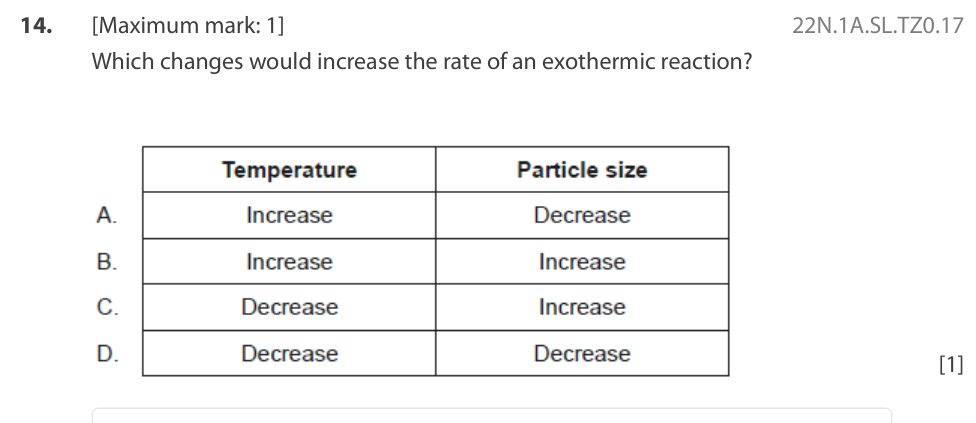 14. [Maximum mark: 1] 22N.1A.SL.TZ0.17
Which changes would increase the rate of an exothermic reaction?
Temperature Particle size
A. Increase Decrease
B. Increase Increase
C. Decrease Increase
D. Decrease Decrease
[1]